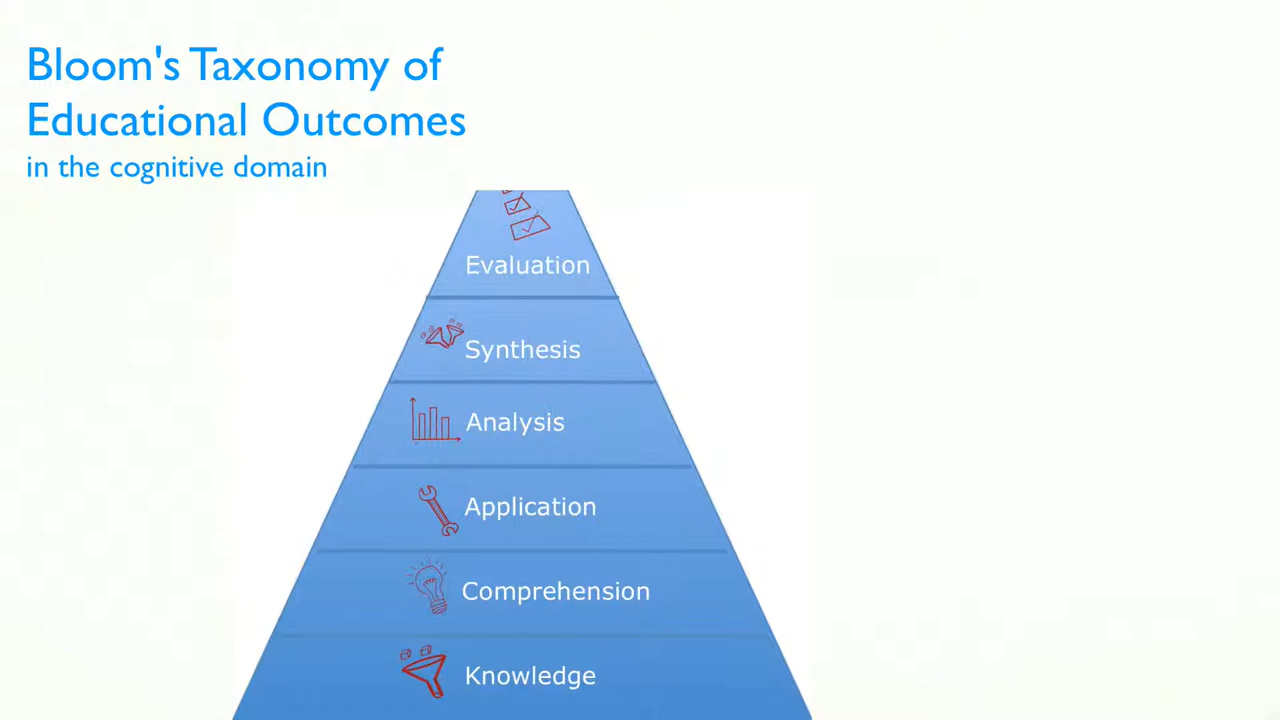 Bloom's Taxonomy of
Educational Outcomes
in the cognitive domain
Evaluation
Synthesis
Analysis
Application
Comprehension
Knowledge